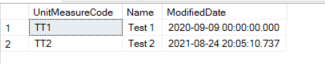 UnitMeasureCode Name ModifiedDate
1 TT1 Test 1 2020-09-09 00:00:00.000
2 TT2 Test 2 2021-08-24 20:05:10.737